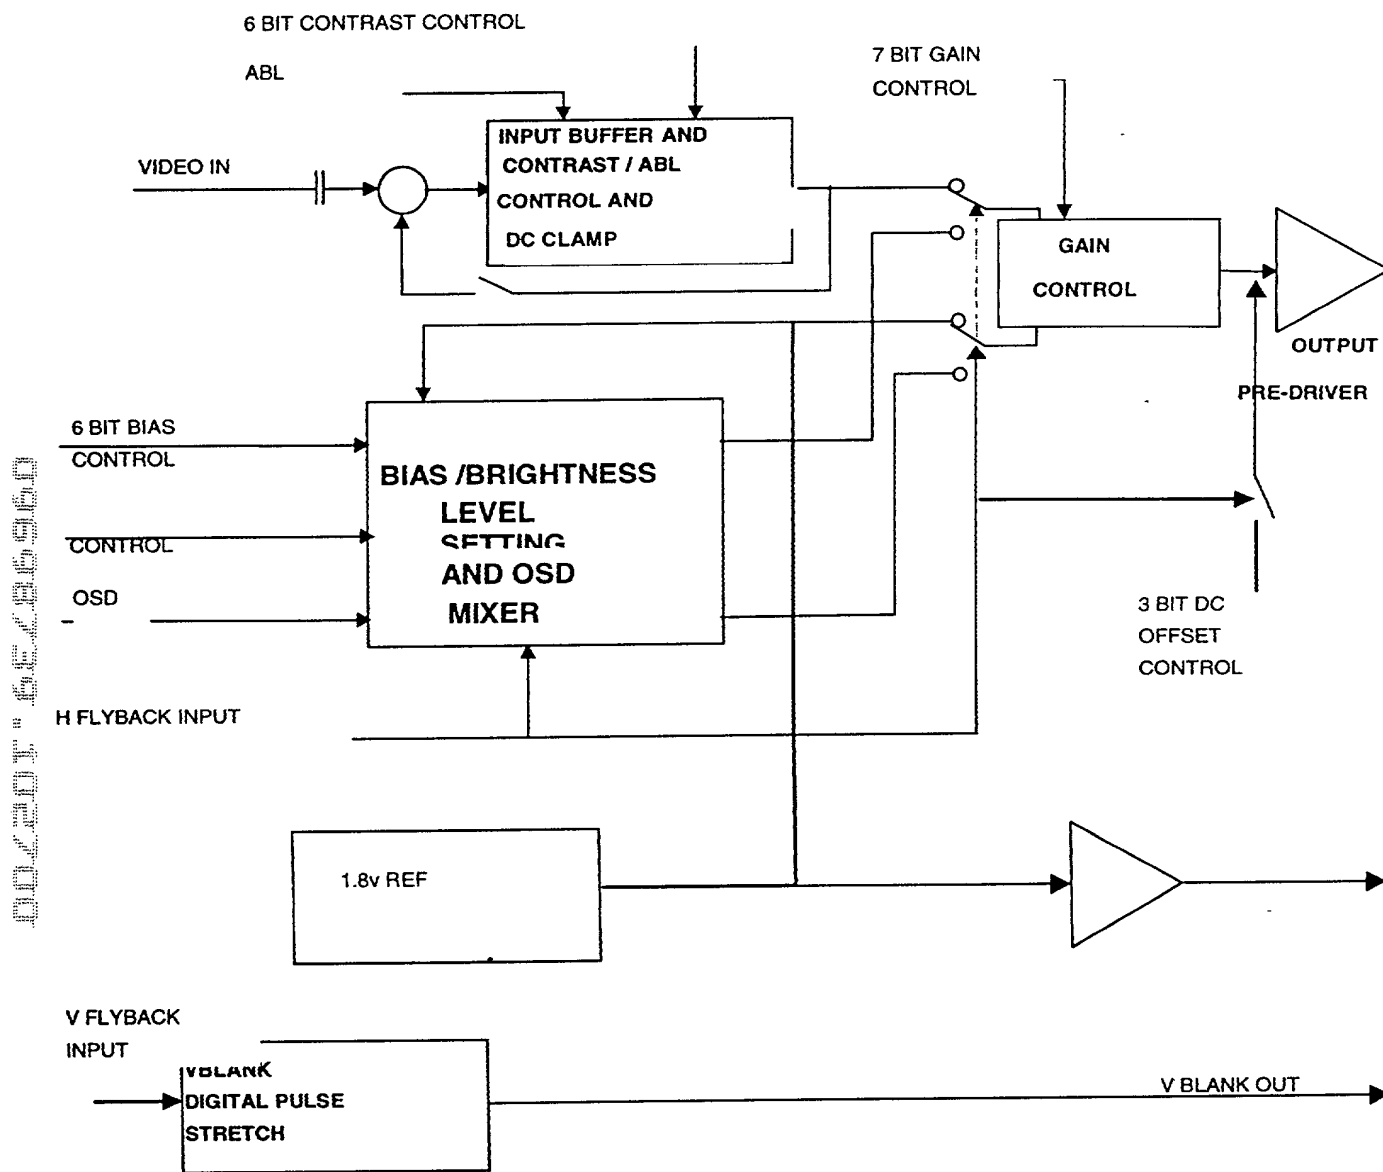 6 BIT CONTRAST CONTROL
ABL
7 BIT GAIN
CONTROL
VIDEO IN
INPUT BUFFER AND
CONTRAST / ABL
CONTROL AND
DC CLAMP
GAIN
CONTROL
OUTPUT
PRE-DRIVER
6 BIT BIAS
CONTROL
CONTROL
OSD
BIAS /BRIGHTNESS
LEVEL
SETTING
AND OSD
MIXER
3 BIT DC
OFFSET
CONTROL
H FLYBACK INPUT
1.8v REF
V FLYBACK
INPUT
VBLANK
DIGITAL PULSE
STRETCH
V BLANK OUT